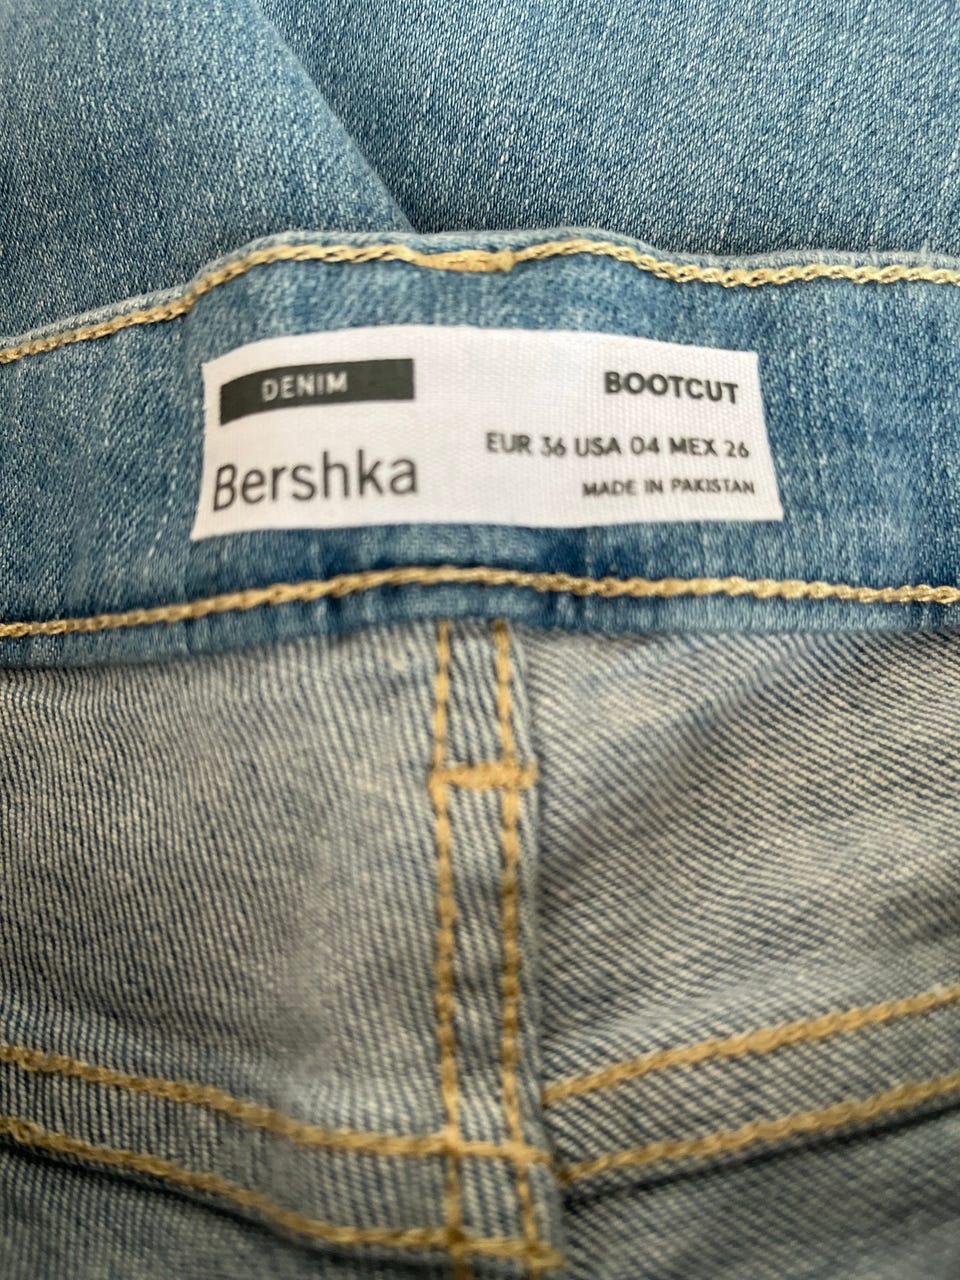 DENIM
Bershka
BOOTCUT
EUR 36 USA 04 MEX 26
MADE IN PAKISTAN